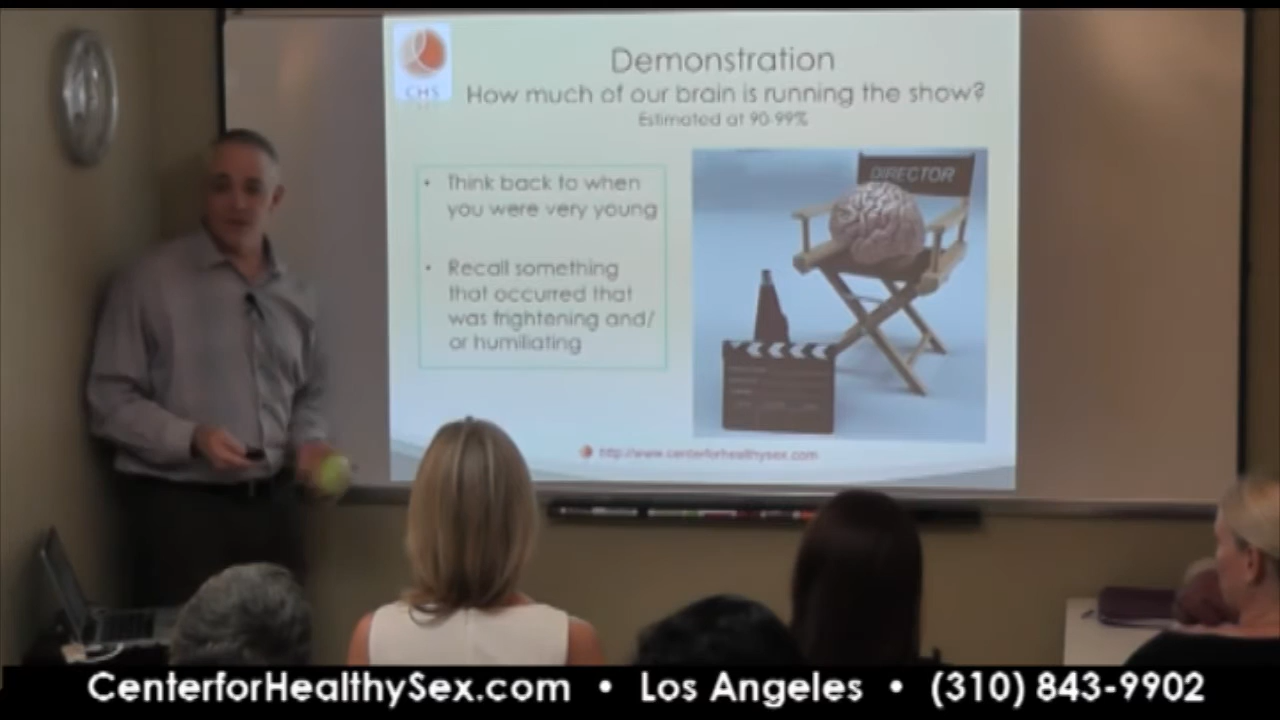 CHS
Demonstration
How much of our brain is running the show?
Estimated at 90-99%
• Think back to when
you were very young
• Recall something
that occurred that
was frightening and/
or humiliating
DIRECTOR
http://www.centerforhealthysex.com
CenterforHealthySex.com • Los Angeles • (310) 843-9902